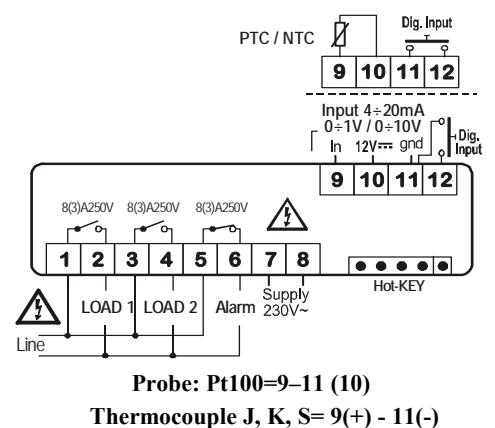 PTC / NTC
Dig. Input
9 10 11 12
Input 4÷20mA
0÷1V / 0÷10V
In 12V gnd
Dig.
Input
9 10 11 12
8(3)A250V 8(3)A250V 8(3)A250V
1 2 3 4 5 6 7 8
Hot-KEY
LOAD 1 LOAD 2 Alarm Supply
230V~
Line
Probe: Pt100=9–11 (10)
Thermocouple J, K, S= 9(+) - 11(-)